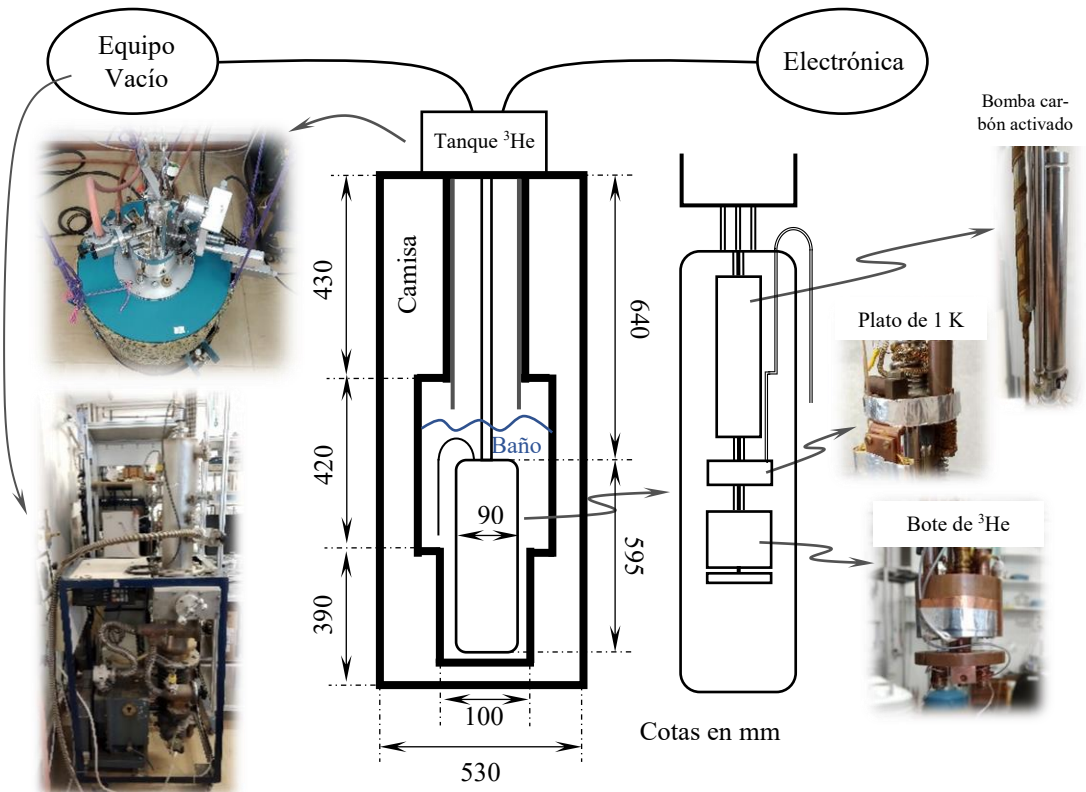 Equipo
Vacío
Electrónica
Tanque ³He
Bomba car-
bón activado
Camisa
430
640
Plato de 1 K
Baño
420
90
595
Bote de ³He
390
100
Cotas en mm
530